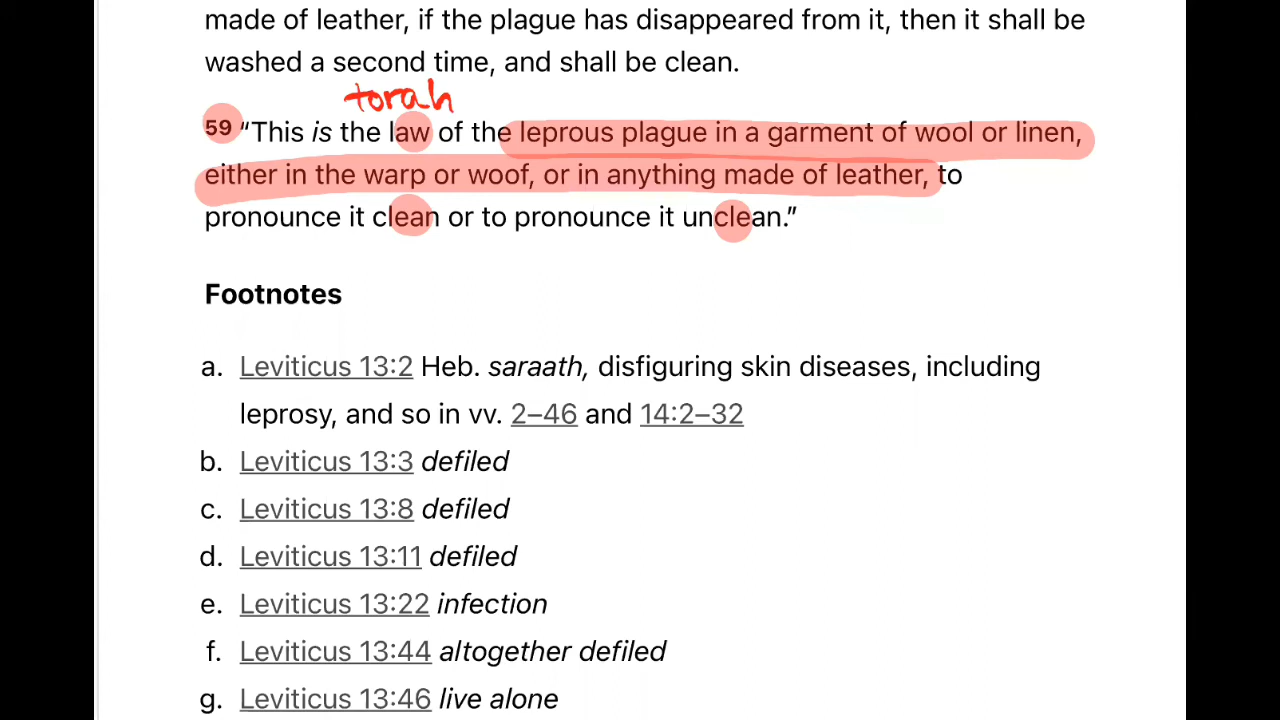 made of leather, if the plague has disappeared from it, then it shall be
washed a second time, and shall be clean.
torah
59 “This is the law of the leprous plague in a garment of wool or linen,
either in the warp or woof, or in anything made of leather, to
pronounce it clean or to pronounce it unclean.”
Footnotes
a. Leviticus 13:2 Heb. saraath, disfiguring skin diseases, including
leprosy, and so in vv. 2–46 and 14:2–32
b. Leviticus 13:3 defiled
c. Leviticus 13:8 defiled
d. Leviticus 13:11 defiled
e. Leviticus 13:22 infection
f. Leviticus 13:44 altogether defiled
g. Leviticus 13:46 live alone